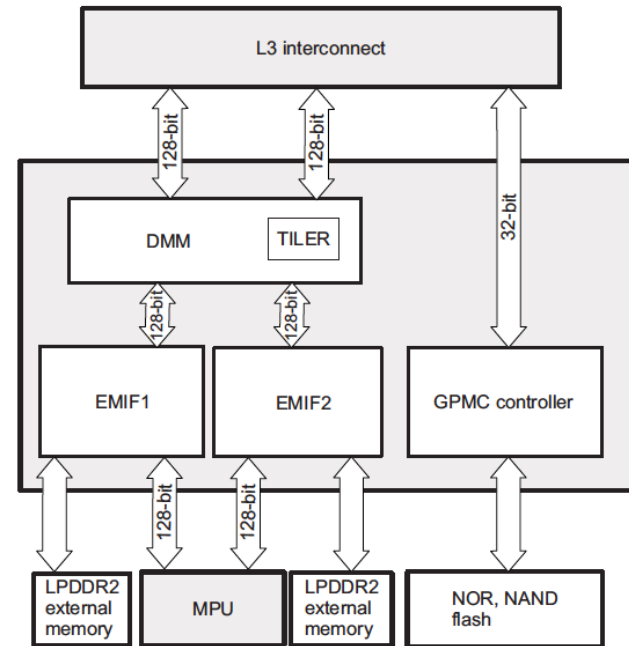 L3 interconnect
128-bit
128-bit
32-bit
DMM
TILER
128-bit
128-bit
EMIF1
EMIF2
GPMC controller
128-bit
128-bit
LPDDR2
external
memory
MPU
LPDDR2
external
memory
NOR, NAND
flash